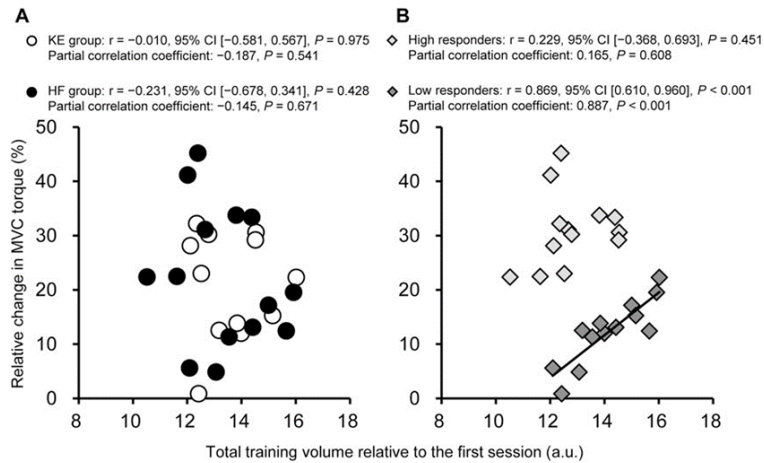 A
KE group: r = −0.010, 95% CI [−0.581, 0.567], P = 0.975
Partial correlation coefficient: −0.187, P = 0.541
HF group: r = −0.231, 95% CI [−0.678, 0.341], P = 0.428
Partial correlation coefficient: −0.145, P = 0.671
B
High responders: r = 0.229, 95% CI [−0.368, 0.693], P = 0.451
Partial correlation coefficient: 0.165, P = 0.608
Low responders: r = 0.869, 95% CI [0.610, 0.960], P < 0.001
Partial correlation coefficient: 0.887, P < 0.001
Relative change in MVC torque (%)
50
40
30
20
10
0
8 10 12 14 16 18
50
40
30
20
10
0
8 10 12 14 16 18
Total training volume relative to the first session (a.u.)